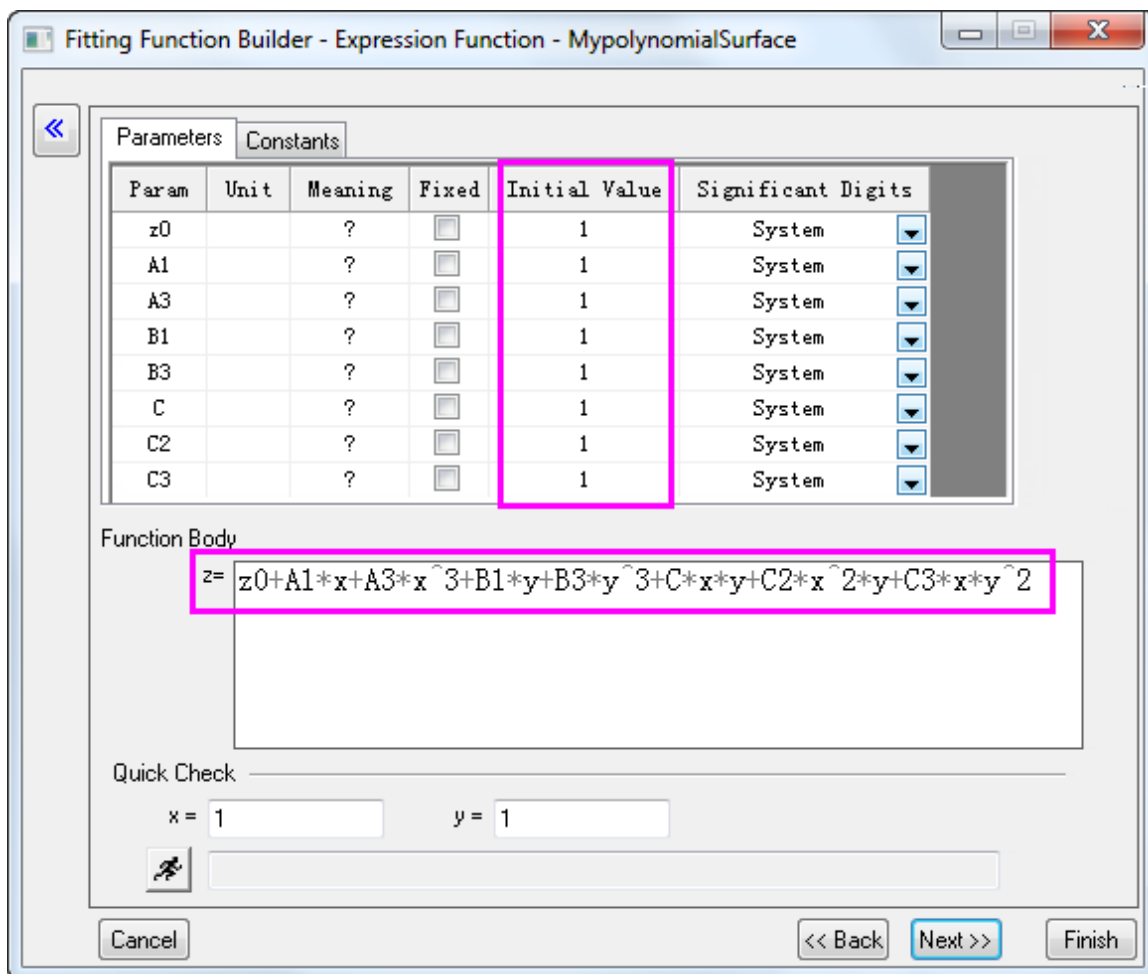 Fitting Function Builder - Expression Function - MypolynomialSurface
Parameters Constants
Param Unit Meaning Fixed Initial Value Significant Digits
z0 ? 1 System
A1 ? 1 System
A3 ? 1 System
B1 ? 1 System
B3 ? 1 System
C ? 1 System
C2 ? 1 System
C3 ? 1 System
Function Body
z= z0+A1*x+A3*x^3+B1*y+B3*y^3+C*x*y+C2*x^2*y+C3*x*y^2
Quick Check
x = 1 y = 1
Cancel << Back Next >> Finish